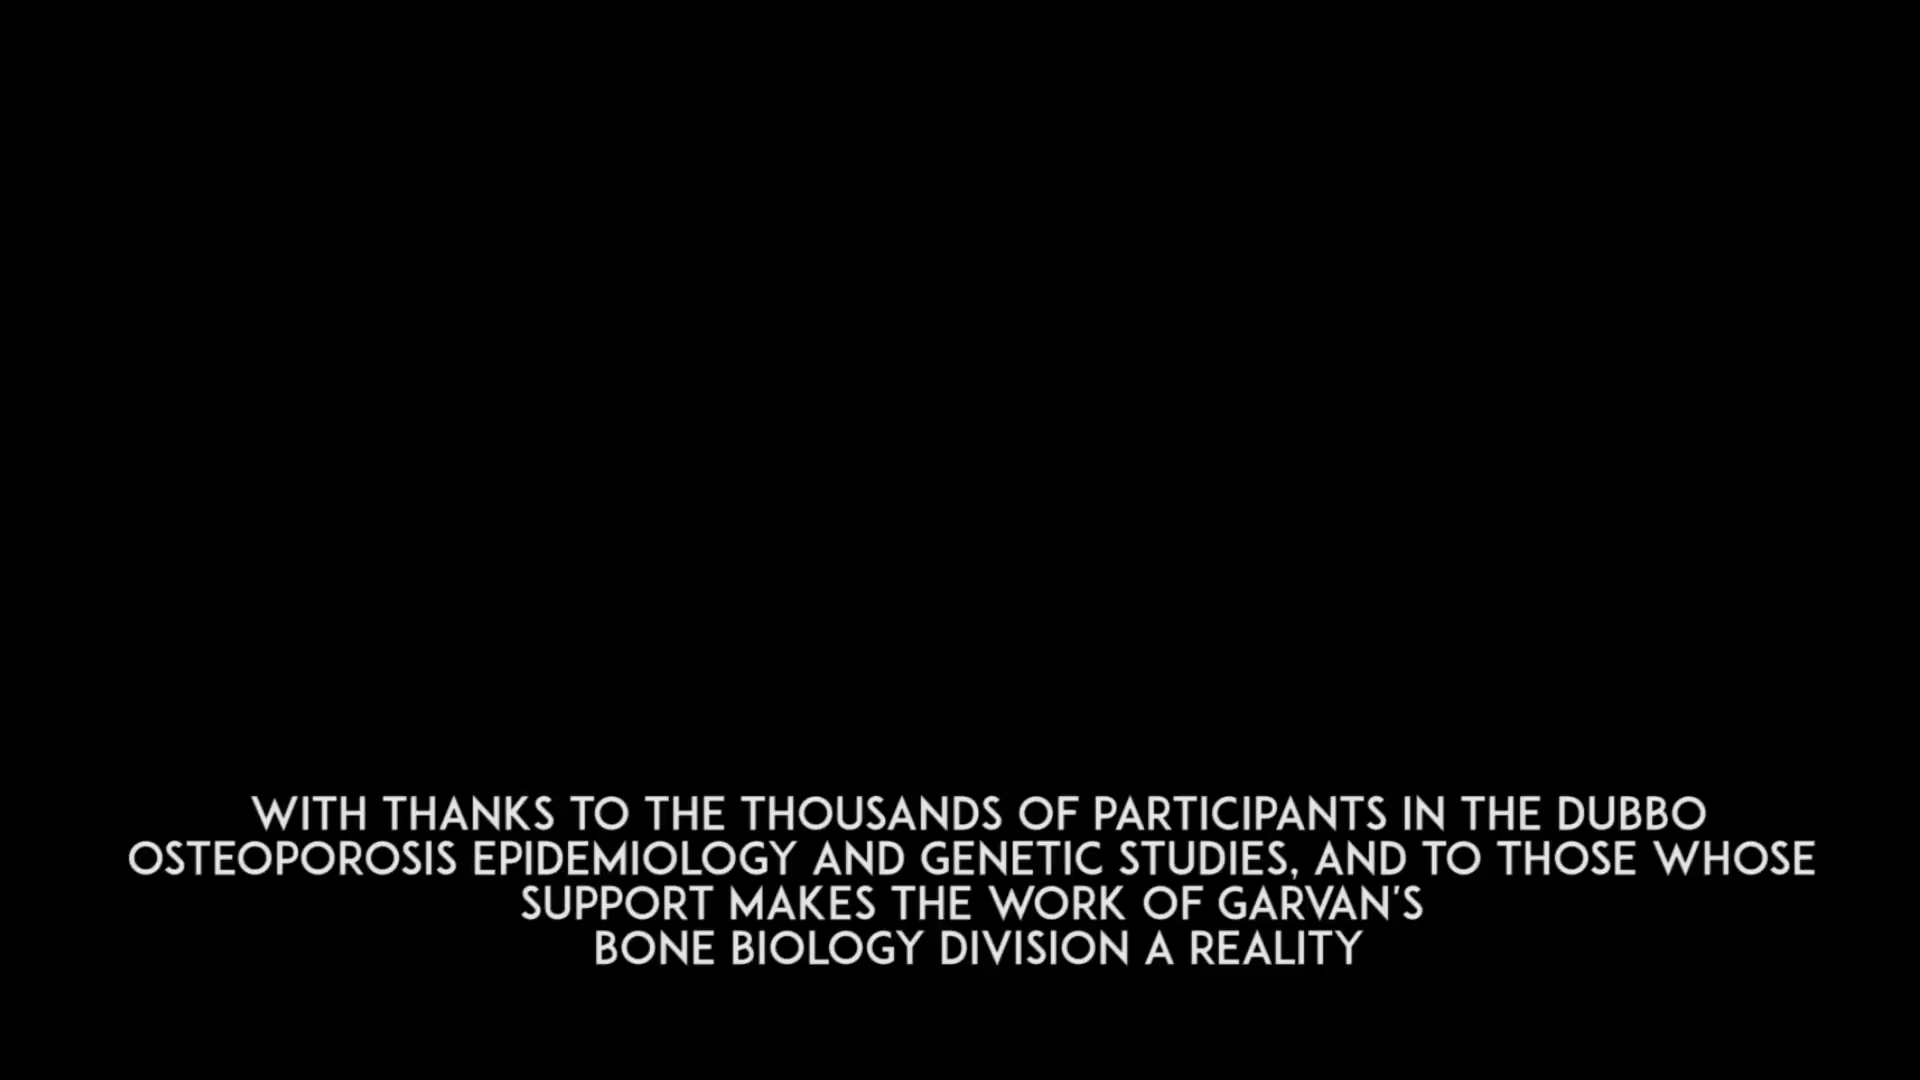 WITH THANKS TO THE THOUSANDS OF PARTICIPANTS IN THE DUBBO
OSTEOPOROSIS EPIDEMIOLOGY AND GENETIC STUDIES, AND TO THOSE WHOSE
SUPPORT MAKES THE WORK OF GARVAN'S
BONE BIOLOGY DIVISION A REALITY